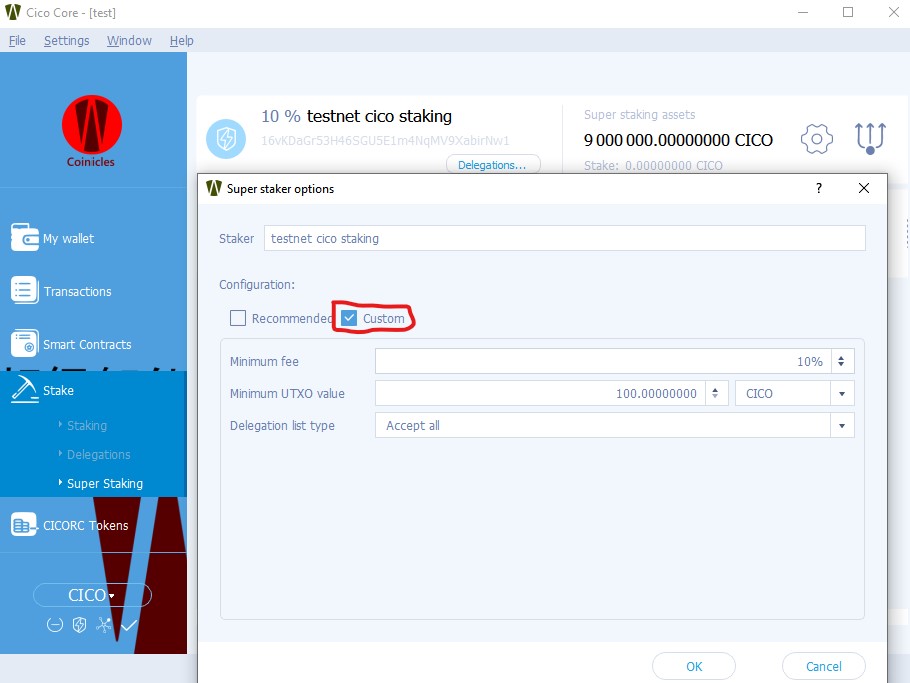 Cico Core - [test]
File Settings Window Help
Coinicles
My wallet
Transactions
Smart Contracts
Stake
Staking
Delegations
Super Staking
CICORC Tokens
CICO
10 % testnet cico staking
16vKDaGr53H46SGU5E1m4NqMV9XabirNw1
Delegations...
Super staking assets
9 000 000.00000000 CICO
Stake: 0.00000000 CICO
Super staker options
?
Staker testnet cico staking
Configuration:
Recommended Custom
Minimum fee 10%
Minimum UTXO value 100.00000000 CICO
Delegation list type Accept all
OK Cancel